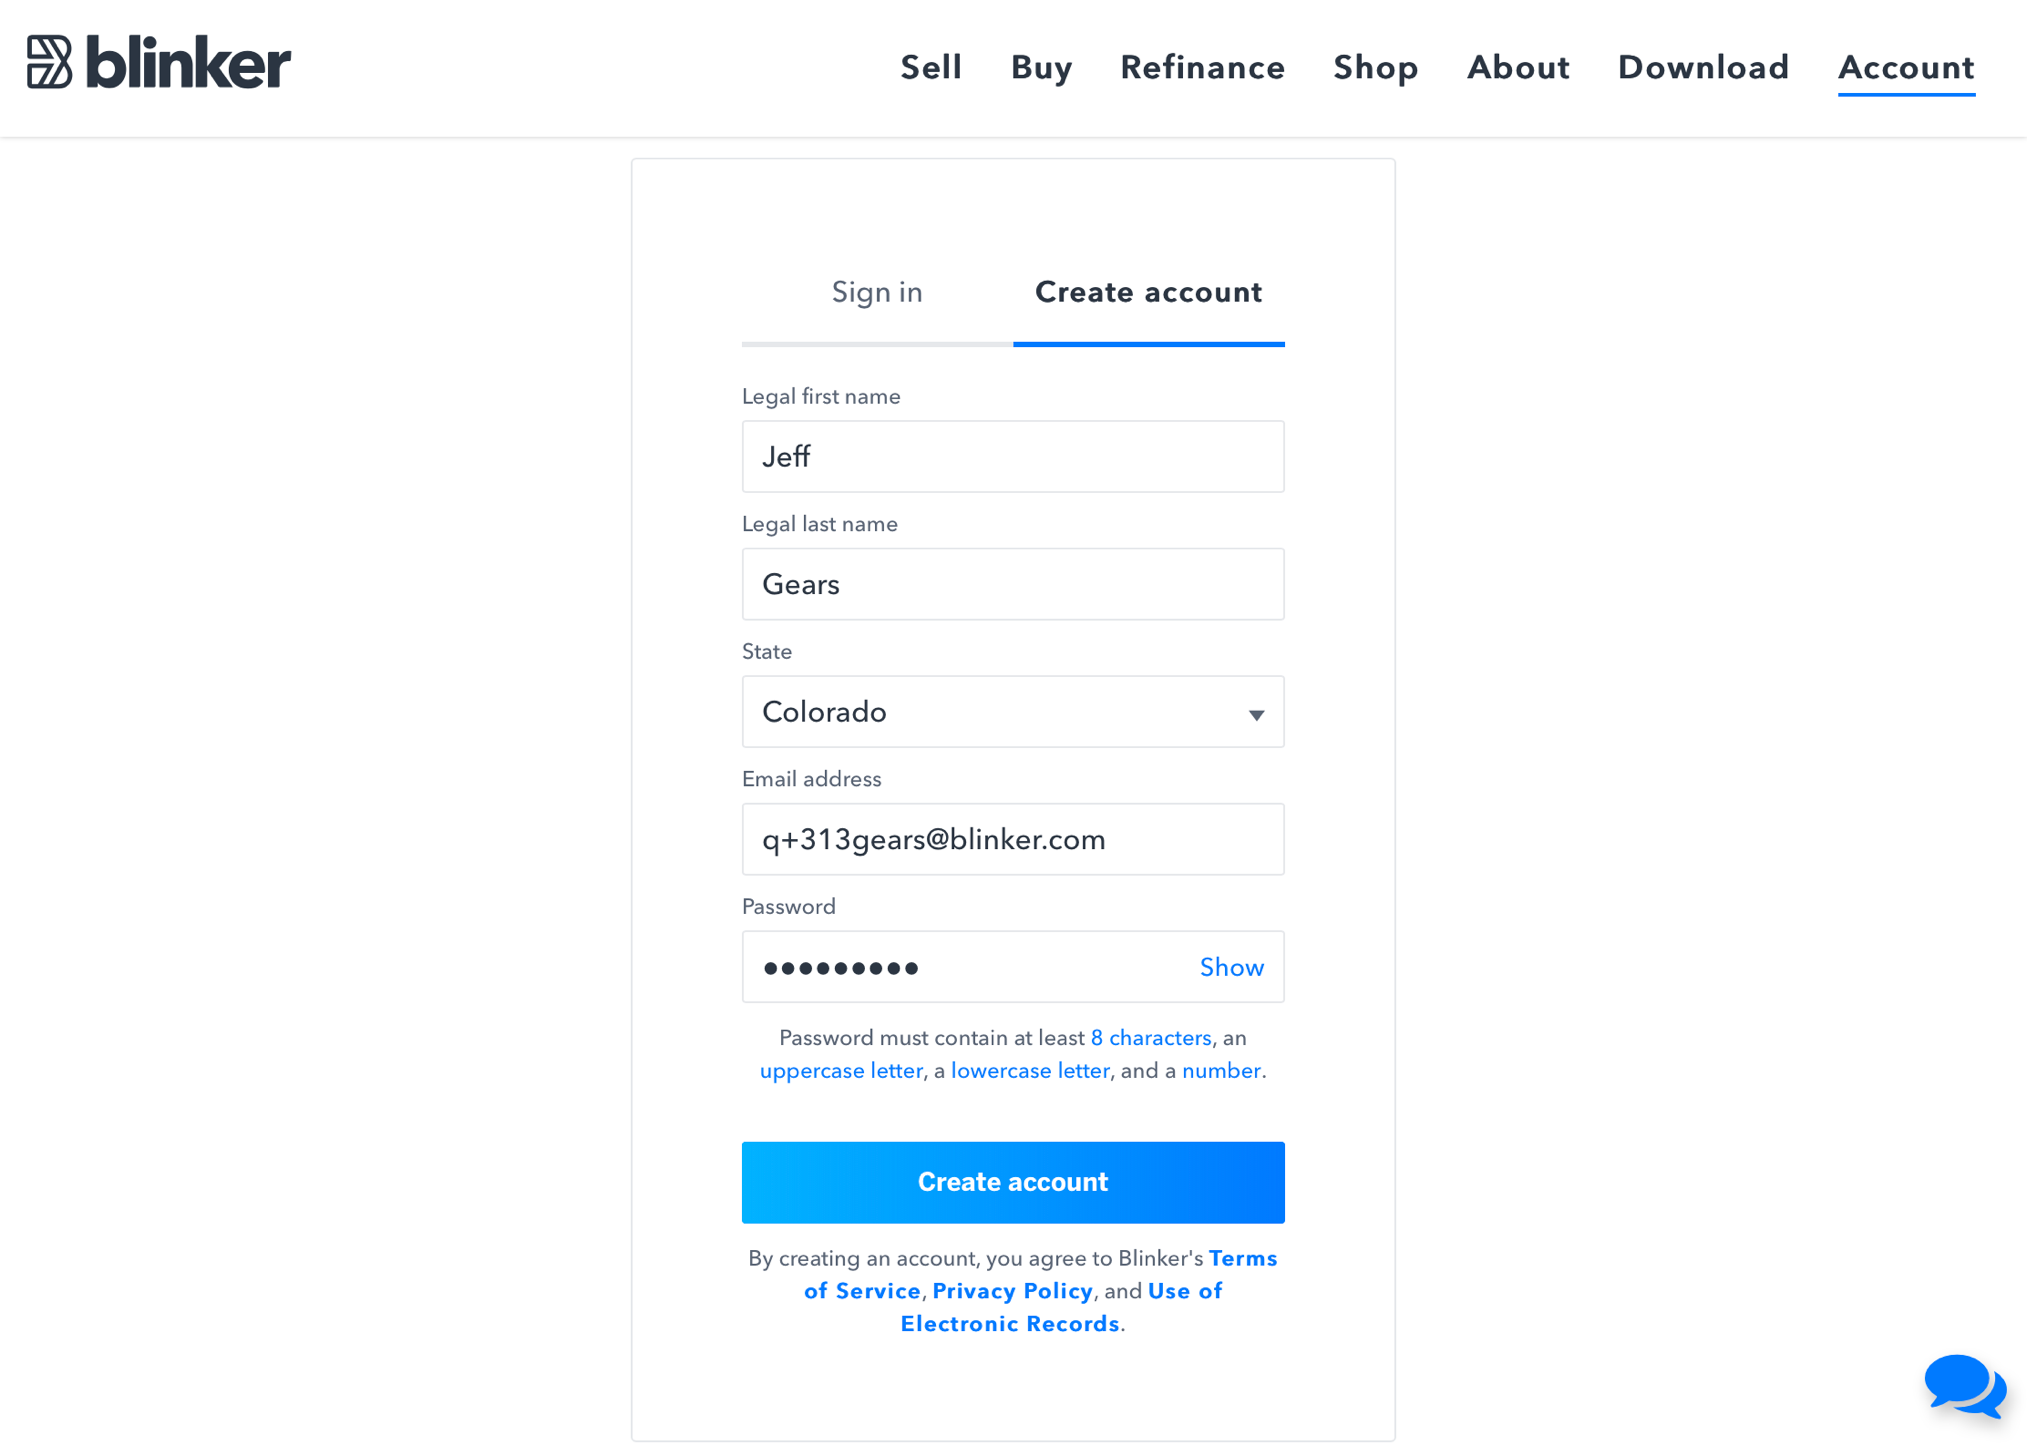 blinker
Sell Buy Refinance Shop About Download Account
Sign in Create account
Legal first name
Jeff
Legal last name
Gears
State
Colorado
Email address
q+313gears@blinker.com
Password
●●●●●●●●● Show
Password must contain at least 8 characters, an
uppercase letter, a lowercase letter, and a number.
Create account
By creating an account, you agree to Blinker's Terms
of Service, Privacy Policy, and Use of
Electronic Records.